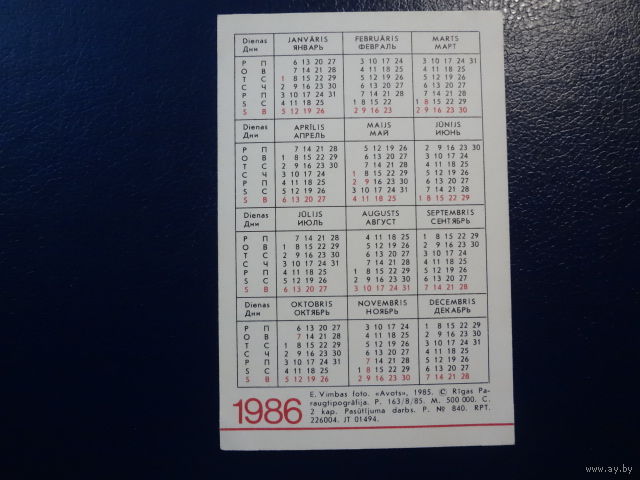 Dienas JANVĀRIS FEBRUĀRIS MARTS
Дни ЯНВАРЬ ФЕВРАЛЬ МАРТ
P П 6 13 20 27 3 10 17 24 3 10 17 24 31
O В 7 14 21 28 4 11 18 25 4 11 18 25
T С 1 8 15 22 29 5 12 19 26 5 12 19 26
C Ч 2 9 16 23 30 6 13 20 27 6 13 20 27
P П 3 10 17 24 31 7 14 21 28 7 14 21 28
S С 4 11 18 25 1 8 15 22 1 8 15 22 29
S В 5 12 19 26 2 9 16 23 2 9 16 23 30
Dienas APRĪLIS MAIJS JŪNIJS
Дни АПРЕЛЬ МАЙ ИЮНЬ
P П 7 14 21 28 5 12 19 26 2 9 16 23 30
O В 1 8 15 22 29 6 13 20 27 3 10 17 24
T С 2 9 16 23 30 7 14 21 28 4 11 18 25
C Ч 3 10 17 24 1 8 15 22 29 5 12 19 26
P П 4 11 18 25 2 9 16 23 30 6 13 20 27
S С 5 12 19 26 3 10 17 24 31 7 14 21 28
S В 6 13 20 27 4 11 18 25 1 8 15 22 29
Dienas JŪLIJS AUGUSTS SEPTEMBRIS
Дни ИЮЛЬ АВГУСТ СЕНТЯБРЬ
P П 7 14 21 28 4 11 18 25 1 8 15 22 29
O В 1 8 15 22 29 5 12 19 26 2 9 16 23 30
T С 2 9 16 23 30 6 13 20 27 3 10 17 24
C Ч 3 10 17 24 31 7 14 21 28 4 11 18 25
P П 4 11 18 25 1 8 15 22 29 5 12 19 26
S С 5 12 19 26 2 9 16 23 30 6 13 20 27
S В 6 13 20 27 3 10 17 24 31 7 14 21 28
Dienas OKTOBRIS NOVEMBRIS DECEMBRIS
Дни ОКТЯБРЬ НОЯБРЬ ДЕКАБРЬ
P П 6 13 20 27 3 10 17 24 1 8 15 22 29
O В 7 14 21 28 4 11 18 25 2 9 16 23 30
T С 1 8 15 22 29 5 12 19 26 3 10 17 24 31
C Ч 2 9 16 23 30 6 13 20 27 4 11 18 25
P П 3 10 17 24 31 7 14 21 28 5 12 19 26
S С 4 11 18 25 1 8 15 22 29 6 13 20 27
S В 5 12 19 26 2 9 16 23 30 7 14 21 28
1986
E. Vimbas foto. «Avots», 1985. © Rīgas Pa-
raugtipogrāfija. P. 163/8/85. M. 500 000. C.
2 kap. Pasūtījuma darbs. P. № 840. RPT.
226004. JT 01494.
www.ay.by